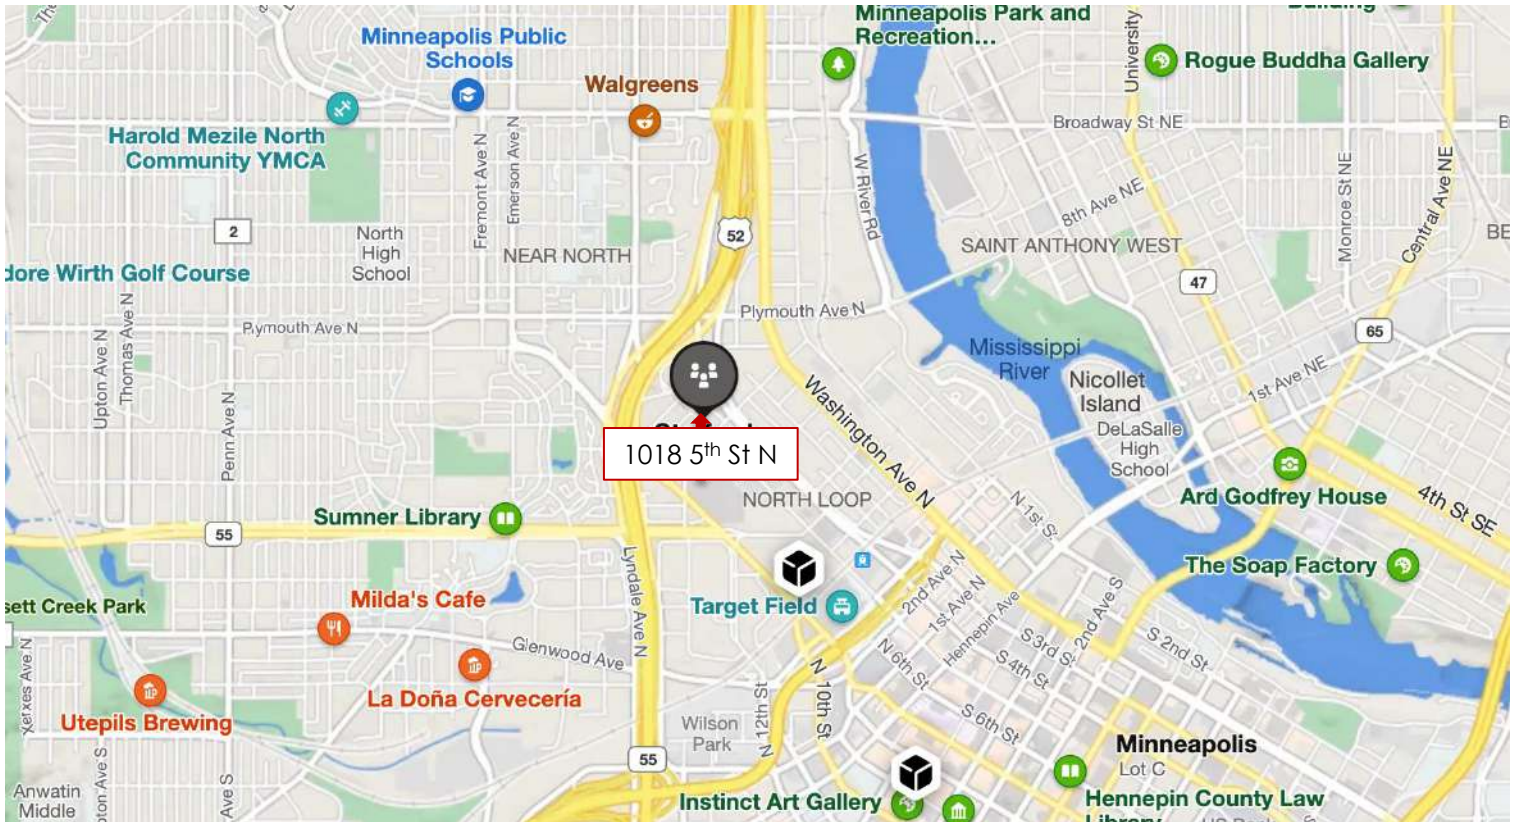 Minneapolis Park and
Recreation...
Minneapolis Public
Schools
University
Rogue Buddha Gallery
Walgreens
Harold Mezile North
Community YMCA
Broadway St NE
Fremont Ave N
Emerson Ave N
W River Rd
8th Ave NE
Monroe St NE
Central Ave NE
2
North
High
School
52
NEAR NORTH
SAINT ANTHONY WEST
BE
dore Wirth Golf Course
47
Upton Ave N
Thomas Ave N
Plymouth Ave N
Plymouth Ave N
65
Mississippi
River
Nicollet
Island
1st Ave NE
Penn Ave N
Washington Ave N
DeLaSalle
High
School
1018 5th St N
NORTH LOOP
N 1st St
Ard Godfrey House
4th St SE
Sumner Library
55
Lyndale Ave N
The Soap Factory
sett Creek Park
Milda's Cafe
Target Field
2nd Ave N
1st Ave N
Hennepin Ave
2nd Ave S
S 3rd St
S 4th St
S 2nd St
Glenwood Ave
N 6th St
Xerxes Ave N
La Doña Cervecería
Utepils Brewing
N 12th St
N 10th St
S 6th St
Wilson
Park
55
Minneapolis
Lot C
Anwatin
Middle
Ave S
Instinct Art Gallery
Hennepin County Law
Library